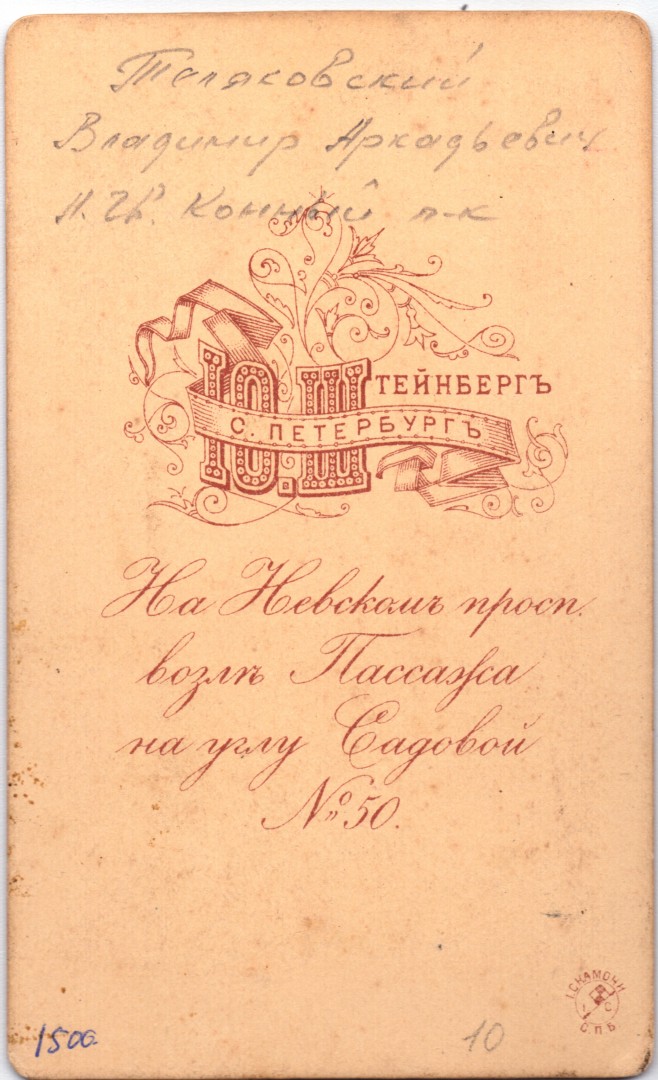 Теляковский
Владимир Аркадьевич
Л. Гв. Конный п-к
Ю. ШТЕЙНБЕРГЪ
С. ПЕТЕРБУРГЪ
На Невскомъ просп.
возлѣ Пассажа
на углу Садовой
№ 50.
I. СКАМОНИ
I C
С.П.Б
1500
10